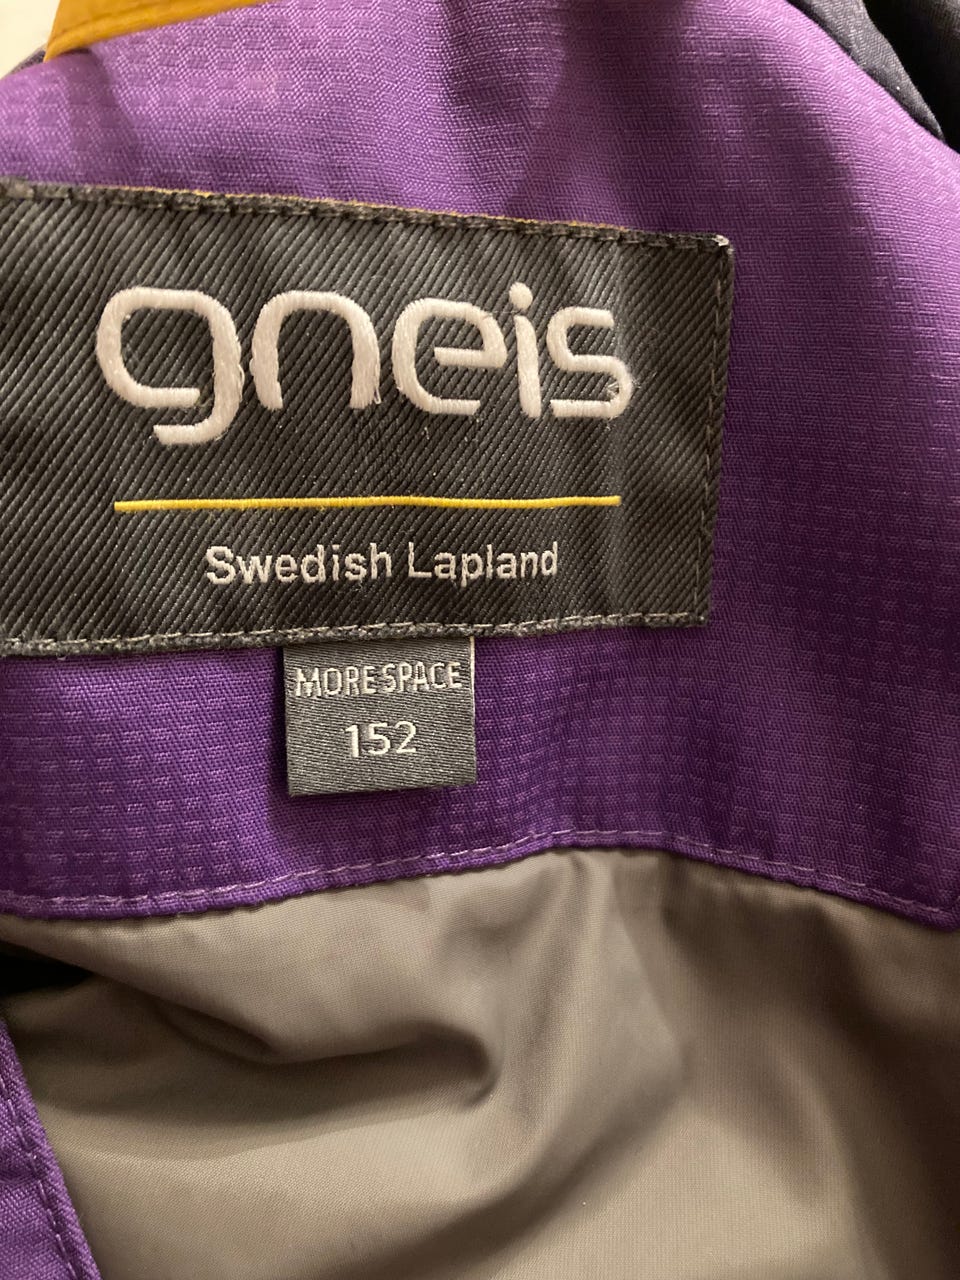 gneis
Swedish Lapland
MORE SPACE
152